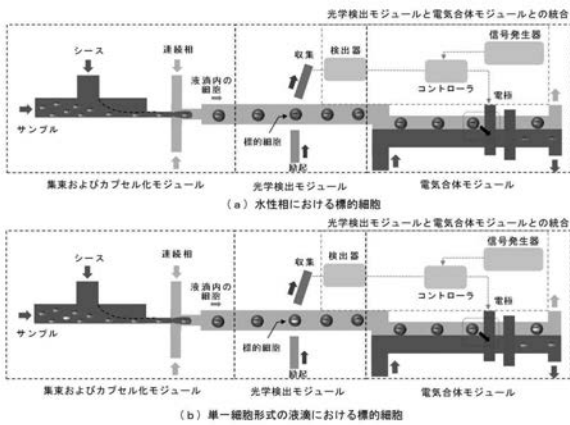 光学検出モジュールと電気合体モジュールとの統合
シース
連続相
液滴内の
細胞
収集
検出器
信号発生器
コントローラ
電極
サンプル
標的細胞
励起
集束およびカプセル化モジュール
光学検出モジュール
電気合体モジュール
(a) 水性相における標的細胞
光学検出モジュールと電気合体モジュールとの統合
シース
連続相
液滴内の
細胞
収集
検出器
信号発生器
コントローラ
電極
サンプル
標的細胞
励起
集束およびカプセル化モジュール
光学検出モジュール
電気合体モジュール
(b) 単一細胞形式の液滴における標的細胞